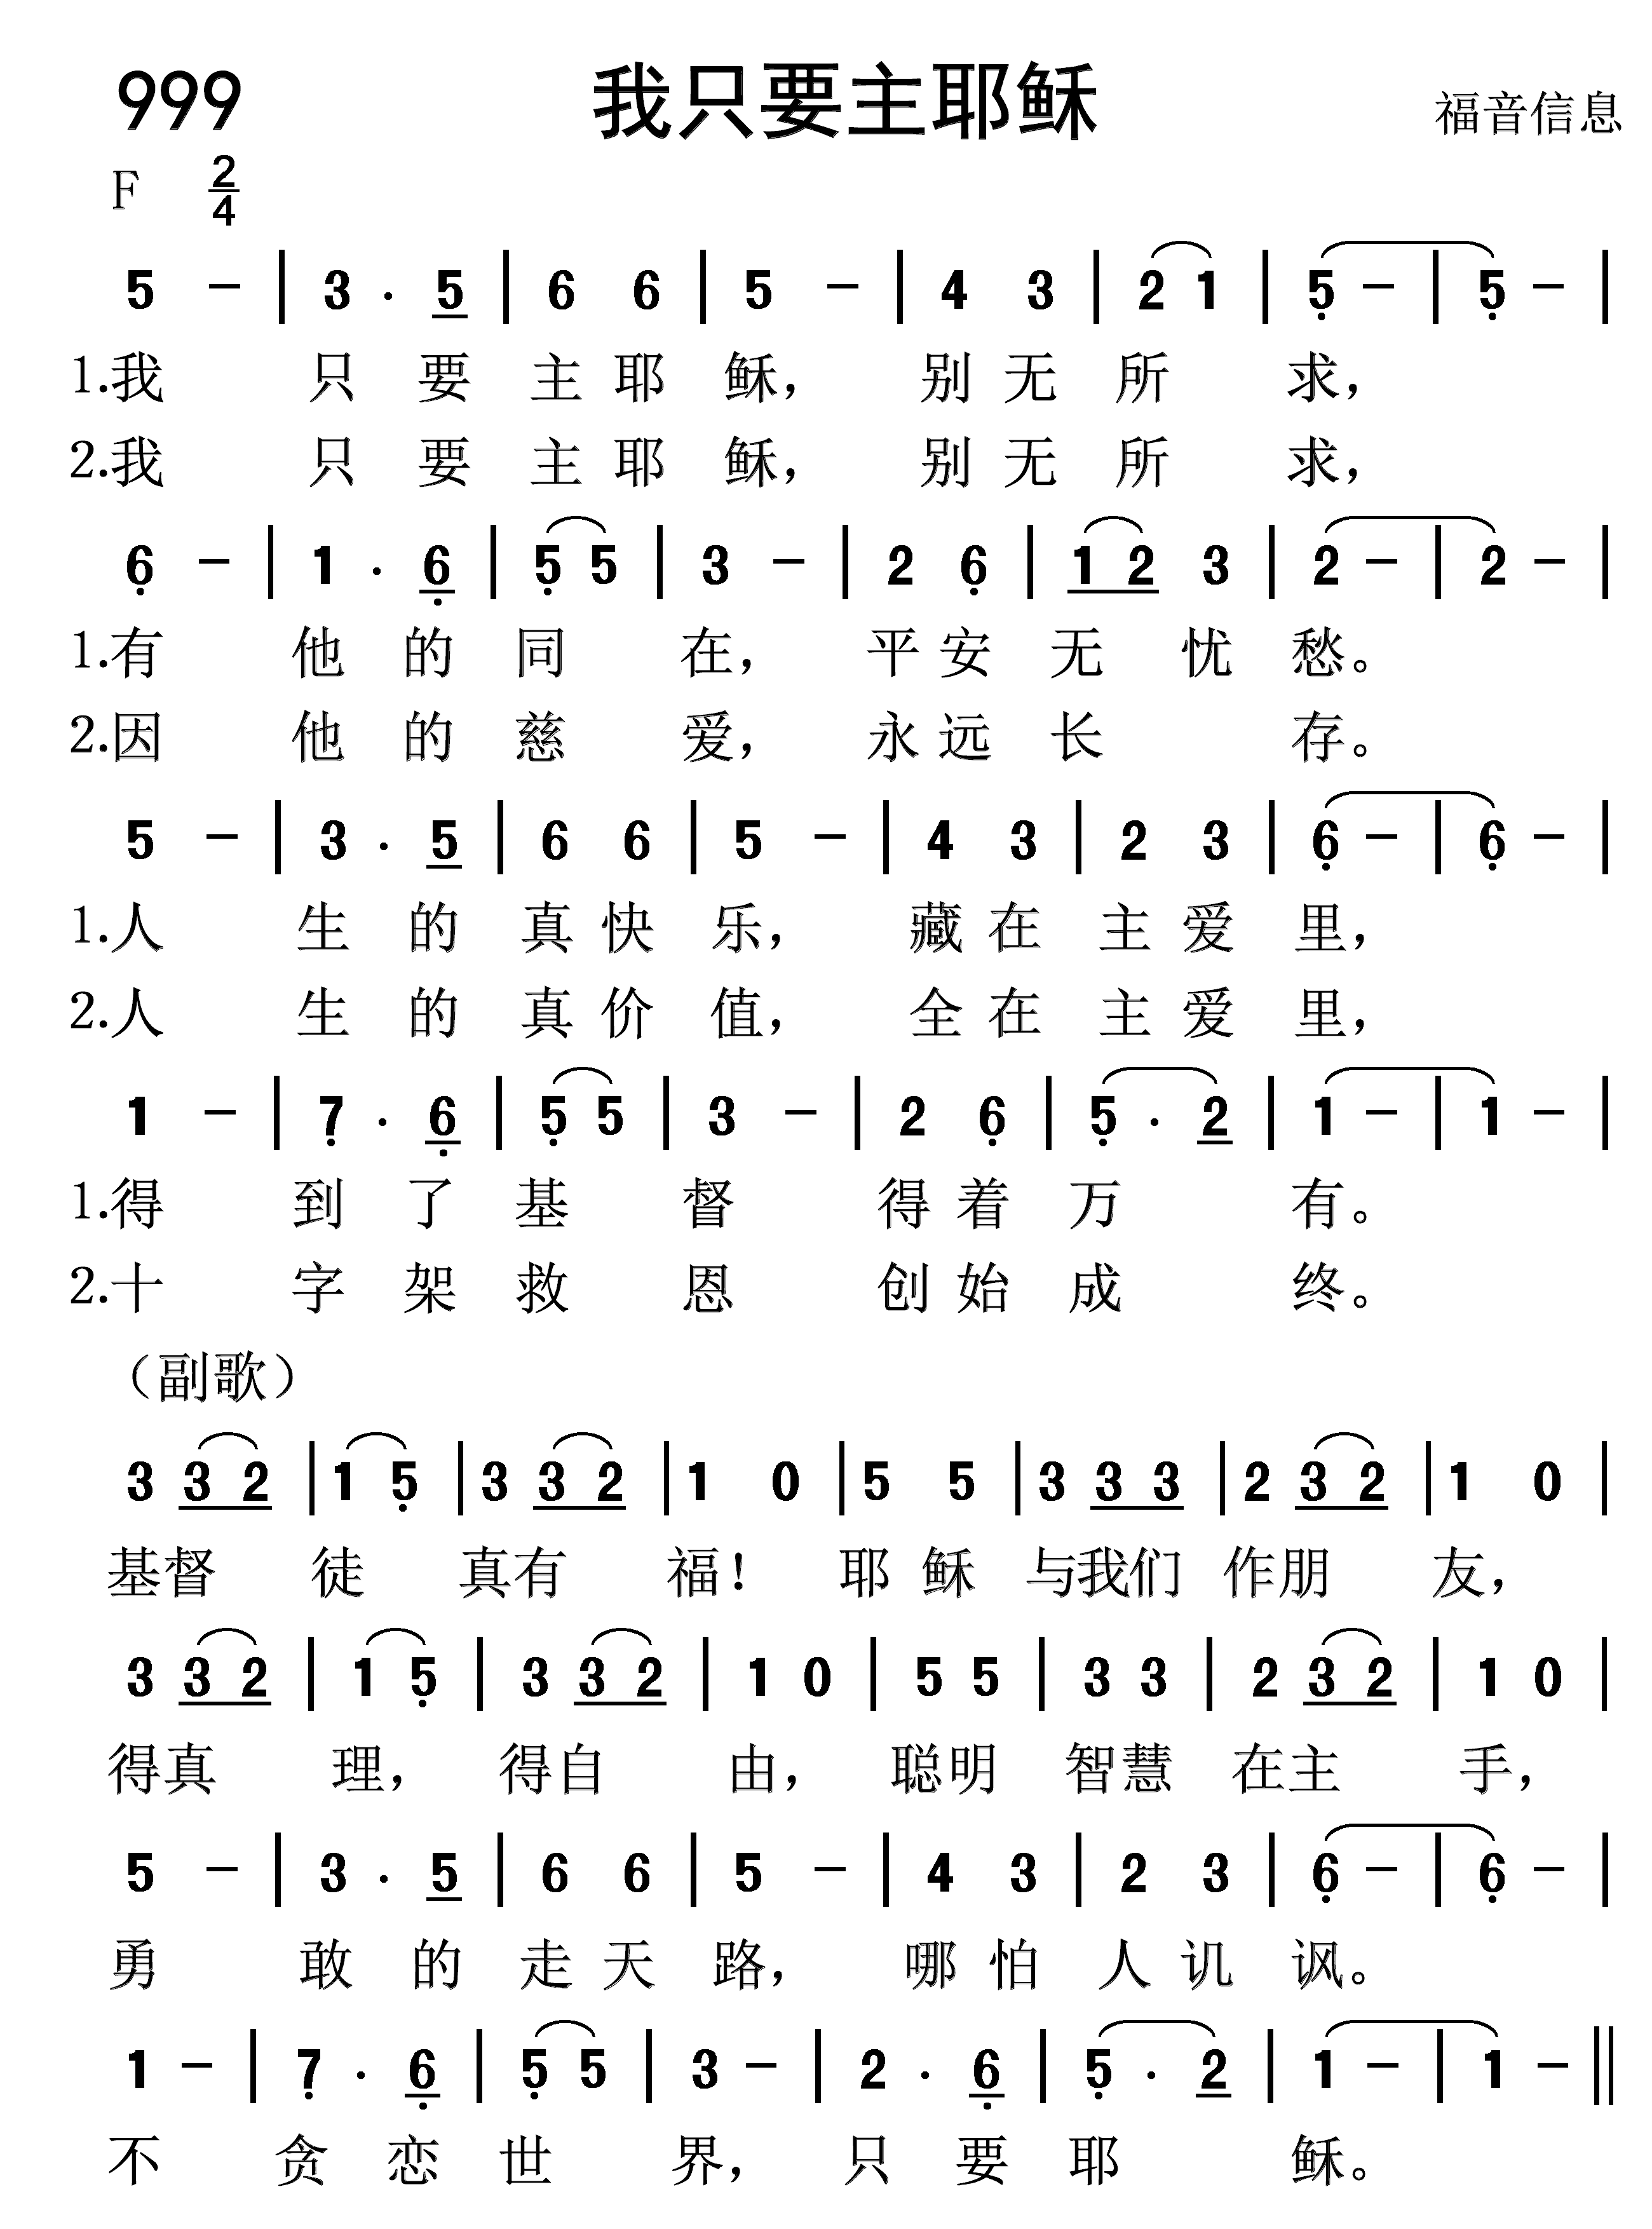 999 我只要主耶稣 福音信息
F 2/4
5 - | 3 . 5 | 6 6 | 5 - | 4 3 | 2 1 | 5 - | 5 - |
1.我 只 要 主 耶 稣， 别 无 所 求，
2.我 只 要 主 耶 稣， 别 无 所 求，
6 - | 1 . 6 | 5 5 | 3 - | 2 6 | 1 2 3 | 2 - | 2 - |
1.有 他 的 同 在， 平 安 无 忧 愁。
2.因 他 的 慈 爱， 永 远 长 存。
5 - | 3 . 5 | 6 6 | 5 - | 4 3 | 2 3 | 6 - | 6 - |
1.人 生 的 真 快 乐， 藏 在 主 爱 里，
2.人 生 的 真 价 值， 全 在 主 爱 里，
1 - | 7 . 6 | 5 5 | 3 - | 2 6 | 5 . 2 | 1 - | 1 - |
1.得 到 了 基 督 得 着 万 有。
2.十 字 架 救 恩 创 始 成 终。
（副歌）
3 3 2 | 1 5 | 3 3 2 | 1 0 | 5 5 | 3 3 3 | 2 3 2 | 1 0 |
基督 徒 真有 福！ 耶 稣 与我们 作朋 友，
3 3 2 | 1 5 | 3 3 2 | 1 0 | 5 5 | 3 3 | 2 3 2 | 1 0 |
得真 理， 得自 由， 聪明 智慧 在主 手，
5 - | 3 . 5 | 6 6 | 5 - | 4 3 | 2 3 | 6 - | 6 - |
勇 敢 的 走 天 路， 哪 怕 人 讥 讽。
1 - | 7 . 6 | 5 5 | 3 - | 2 . 6 | 5 . 2 | 1 - | 1 - ||
不 贪 恋 世 界， 只 要 耶 稣。